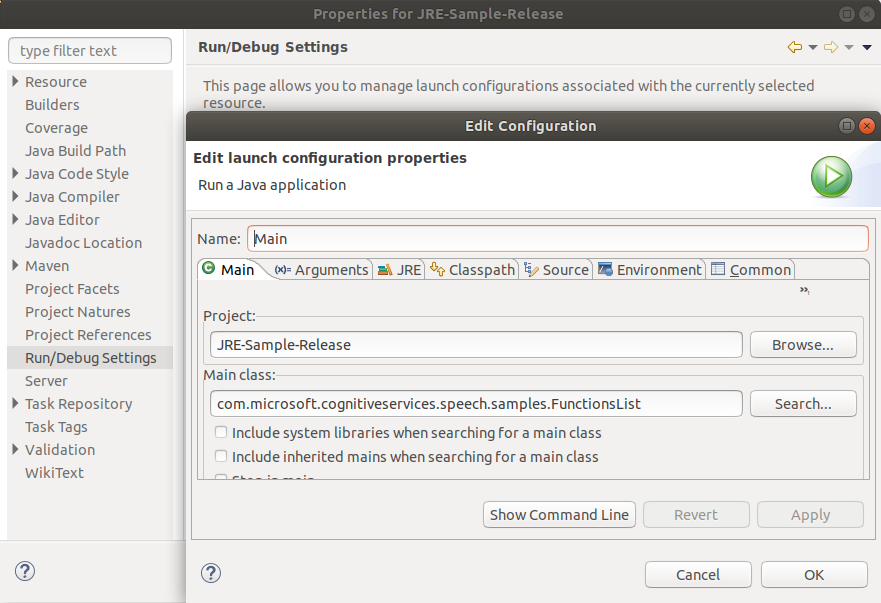 Properties for JRE-Sample-Release
type filter text
Resource
Builders
Coverage
Java Build Path
Java Code Style
Java Compiler
Java Editor
Javadoc Location
Maven
Project Facets
Project Natures
Project References
Run/Debug Settings
Server
Task Repository
Task Tags
Validation
WikiText
Run/Debug Settings
This page allows you to manage launch configurations associated with the currently selected
resource.
Edit Configuration
Edit launch configuration properties
Run a Java application
Name: Main
Main (x)= Arguments JRE Classpath Source Environment Common
Project:
JRE-Sample-Release Browse...
Main class:
com.microsoft.cognitiveservices.speech.samples.FunctionsList Search...
Include system libraries when searching for a main class
Include inherited mains when searching for a main class
Stop in main
Show Command Line Revert Apply
Cancel OK